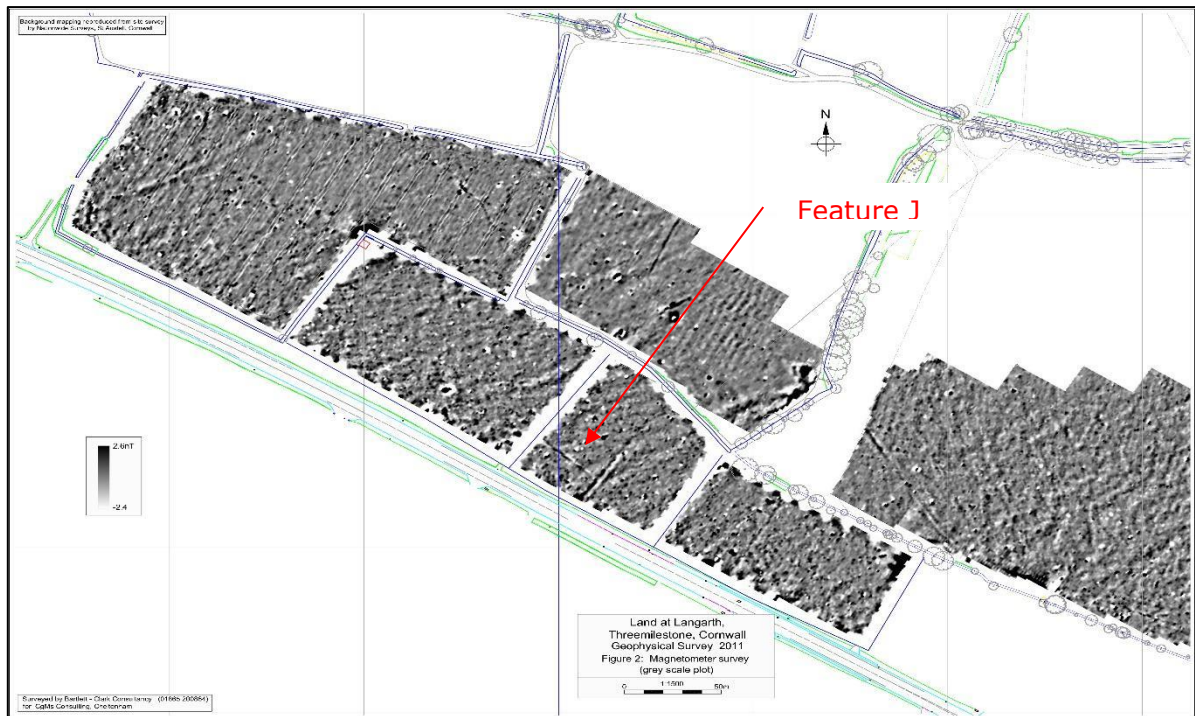 Background mapping reproduced from site survey
by Nationwide Surveys, St Austell, Cornwall
N
Feature J
2.6nT
-2.4
Land at Langarth,
Threemilestone, Cornwall
Geophysical Survey 2011
Figure 2: Magnetometer survey
(grey scale plot)
1:1500
0 50m
Surveyed by Bartlett - Clark Consultancy (01865 200864)
for CgMs Consulting, Cheltenham